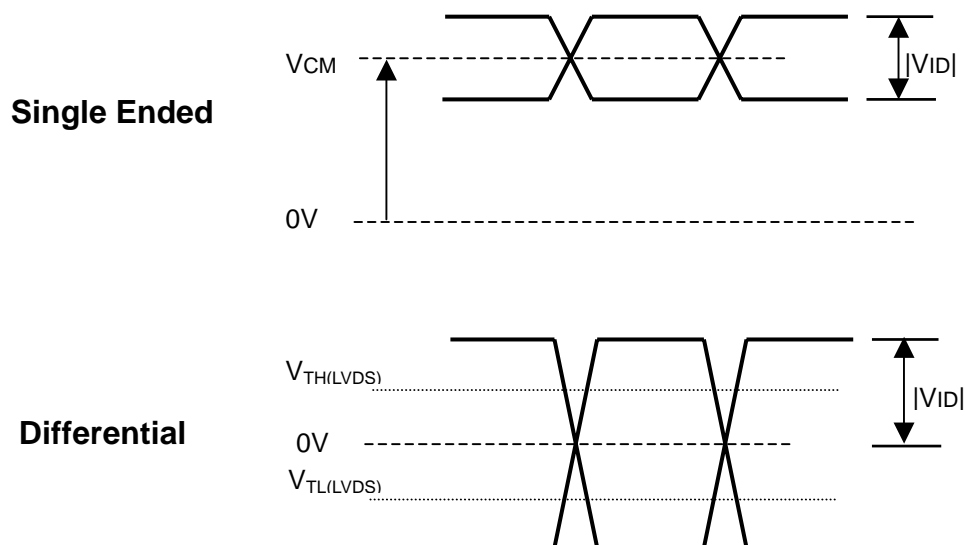 VCM
|VID|
Single Ended
0V
VTH(LVDS)
|VID|
Differential
0V
VTL(LVDS)